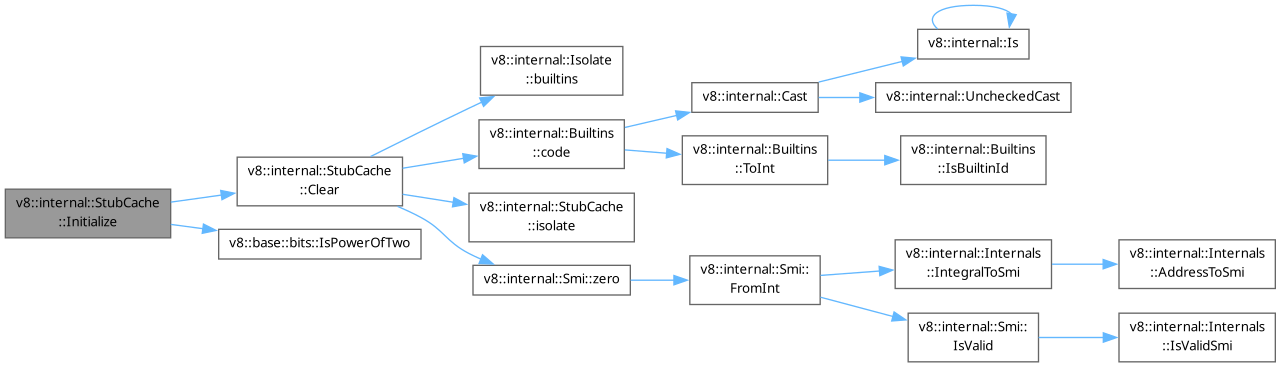 v8::internal::StubCache
::Initialize
v8::internal::StubCache
::Clear
v8::base::bits::IsPowerOfTwo
v8::internal::Isolate
::builtins
v8::internal::Builtins
::code
v8::internal::StubCache
::isolate
v8::internal::Smi::zero
v8::internal::Cast
v8::internal::Builtins
::ToInt
v8::internal::Smi::
FromInt
v8::internal::Is
v8::internal::UncheckedCast
v8::internal::Builtins
::IsBuiltinId
v8::internal::Internals
::IntegralToSmi
v8::internal::Smi::
IsValid
v8::internal::Internals
::AddressToSmi
v8::internal::Internals
::IsValidSmi